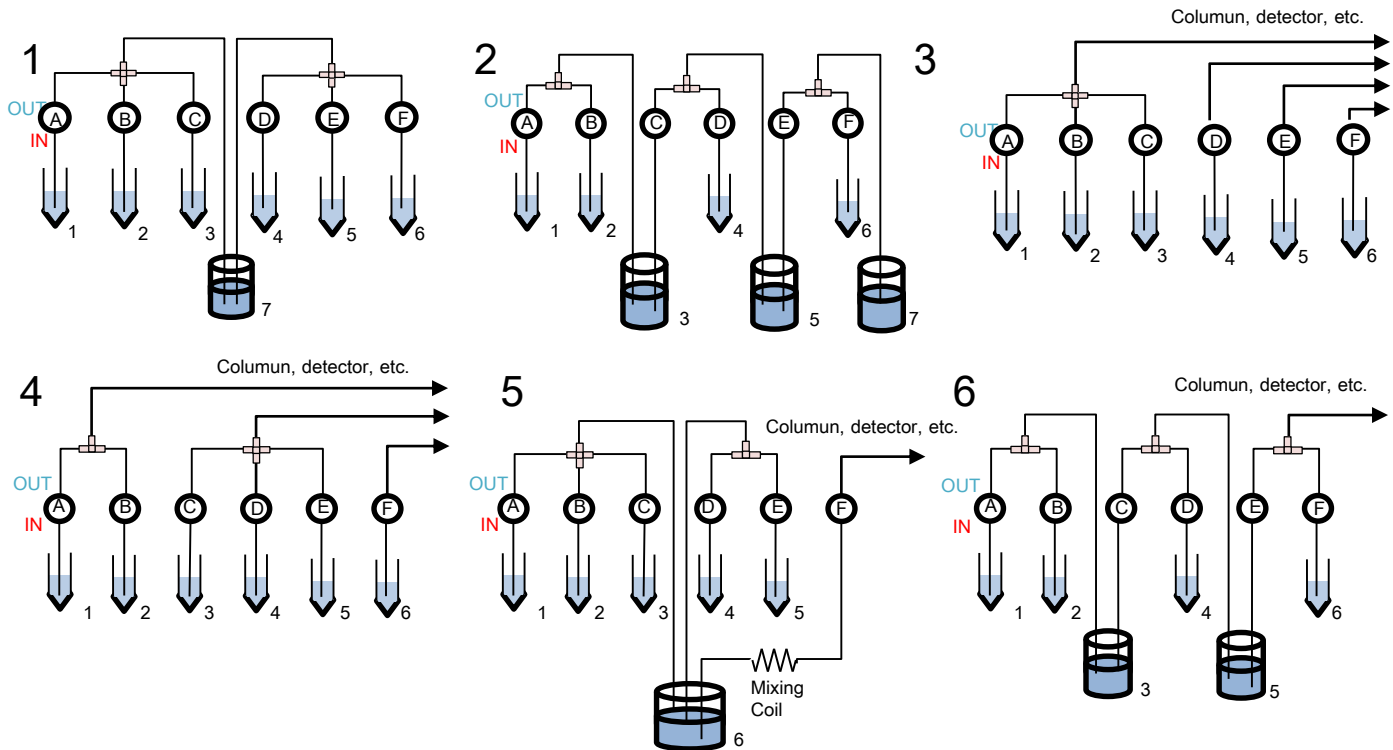 1
OUT
IN
A B C D E F
1 2 3 4 5 6
7
2
OUT
IN
A B C D E F
1 2 4 6
3 5 7
3
Columun, detector, etc.
OUT
IN
A B C D E F
1 2 3 4 5 6
4
Columun, detector, etc.
OUT
IN
A B C D E F
1 2 3 4 5 6
5
Columun, detector, etc.
OUT
IN
A B C D E F
1 2 3 4 5
Mixing
Coil
6
6
Columun, detector, etc.
OUT
IN
A B C D E F
1 2 4 6
3 5